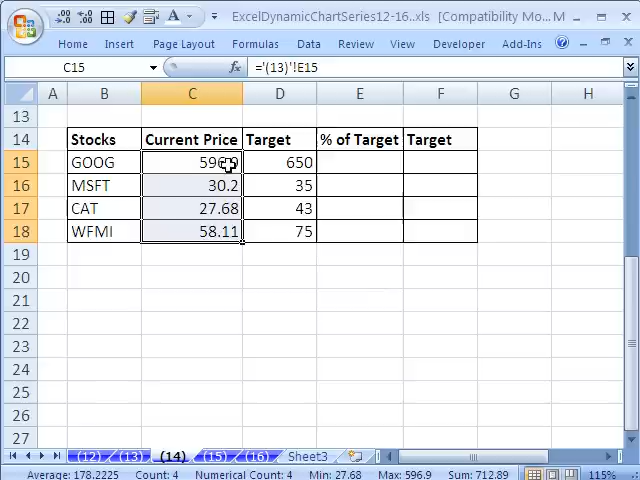 ExcelDynamicChartSeries12-16..xls [Compatibility Mo... M
Home Insert Page Layout Formulas Data Review View Developer Add-Ins
C15 fx ='(13)'!E15
A B C D E F G H
13
14 Stocks Current Price Target % of Target Target
15 GOOG 596.9 650
16 MSFT 30.2 35
17 CAT 27.68 43
18 WFMI 58.11 75
19
20
21
22
23
24
25
26
27
(12) (13) (14) (15) (16) Sheet3
Average: 178.2225 Count: 4 Numerical Count: 4 Min: 27.68 Max: 596.9 Sum: 712.89 115%